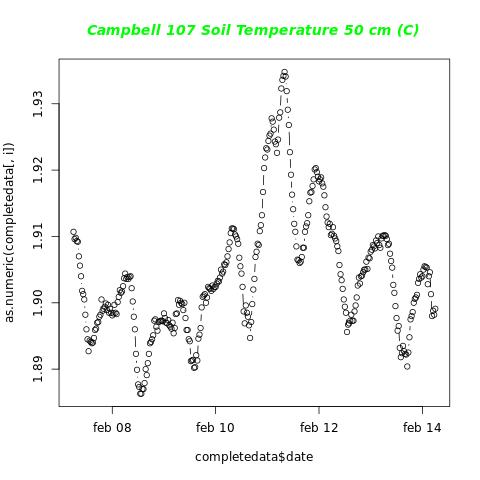 Campbell 107 Soil Temperature 50 cm (C)
as.numeric(completedata[, i])
1.93
1.92
1.91
1.90
1.89
feb 08 feb 10 feb 12 feb 14
completedata$date